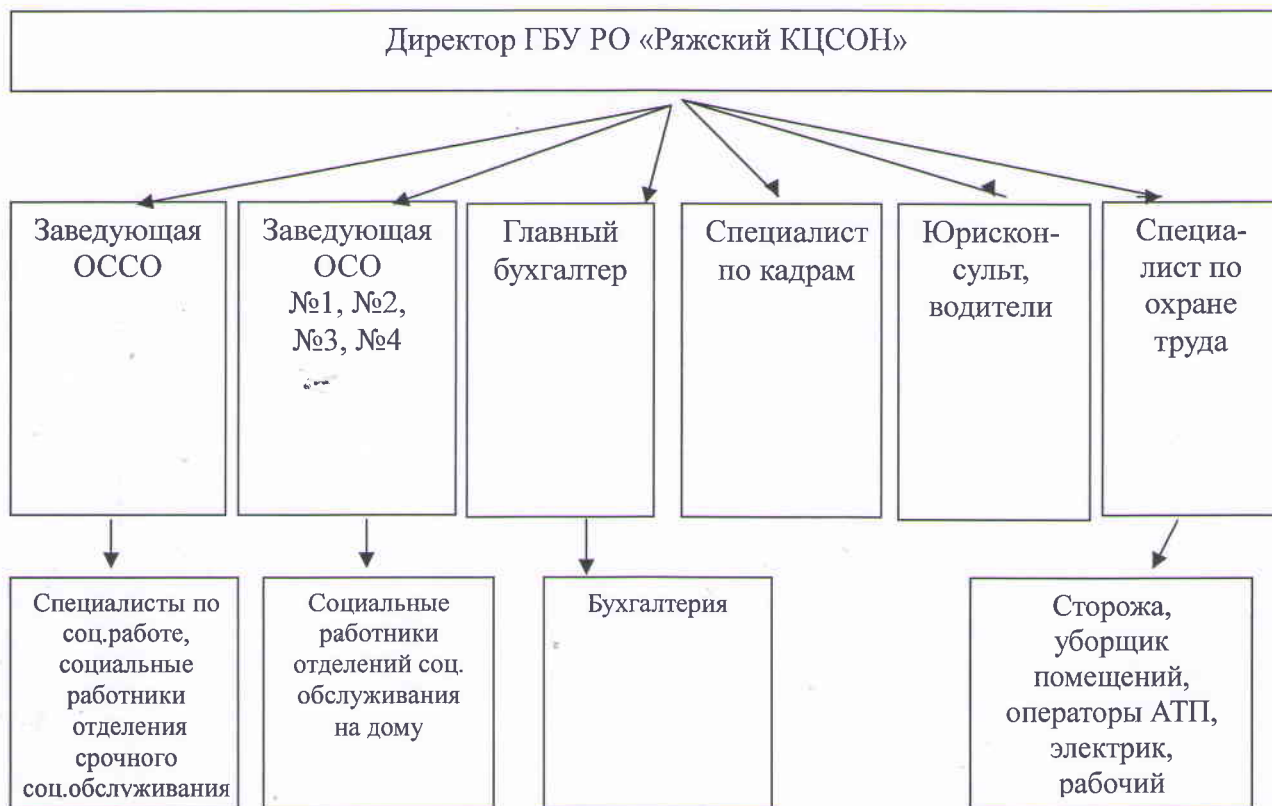 Директор ГБУ РО «Ряжский КЦСОН»
Заведующая
ОССО
Заведующая
ОСО
№1, №2,
№3, №4
Главный
бухгалтер
Специалист
по кадрам
Юрискон-
сульт,
водители
Специа-
лист по
охране
труда
Специалисты по
соц.работе,
социальные
работники
отделения
срочного
соц.обслуживания
Социальные
работники
отделений соц.
обслуживания
на дому
Бухгалтерия
Сторожа,
уборщик
помещений,
операторы АТП,
электрик,
рабочий